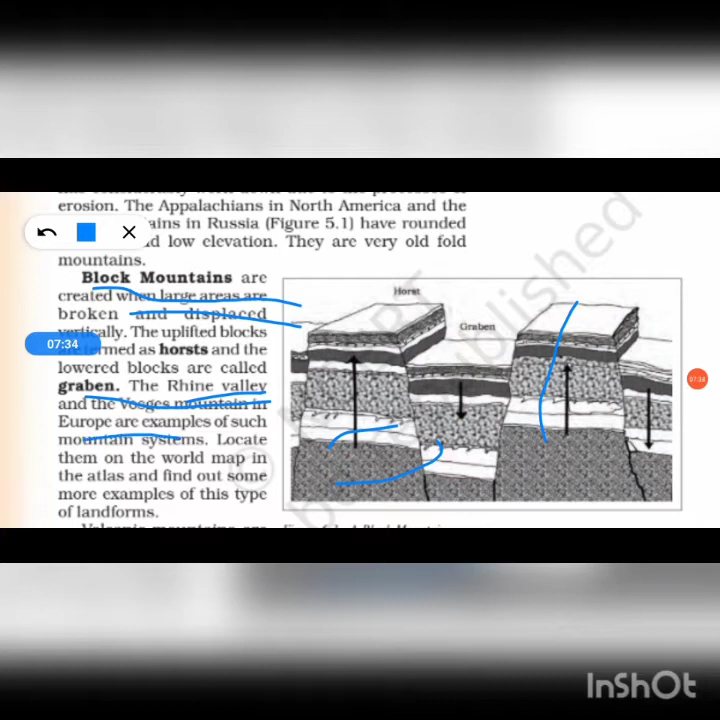 erosion. The Appalachians in North America and the
ains in Russia (Figure 5.1) have rounded
low elevation. They are very old fold
mountains.
Block Mountains are
created when large areas are
broken and displaced
vertically. The uplifted blocks
termed as horsts and the
lowered blocks are called
graben. The Rhine valley
and the Vosges mountain in
Europe are examples of such
mountain systems. Locate
them on the world map in
the atlas and find out some
more examples of this type
of landforms.
Horst
Graben
07:34
07:34
InShOt